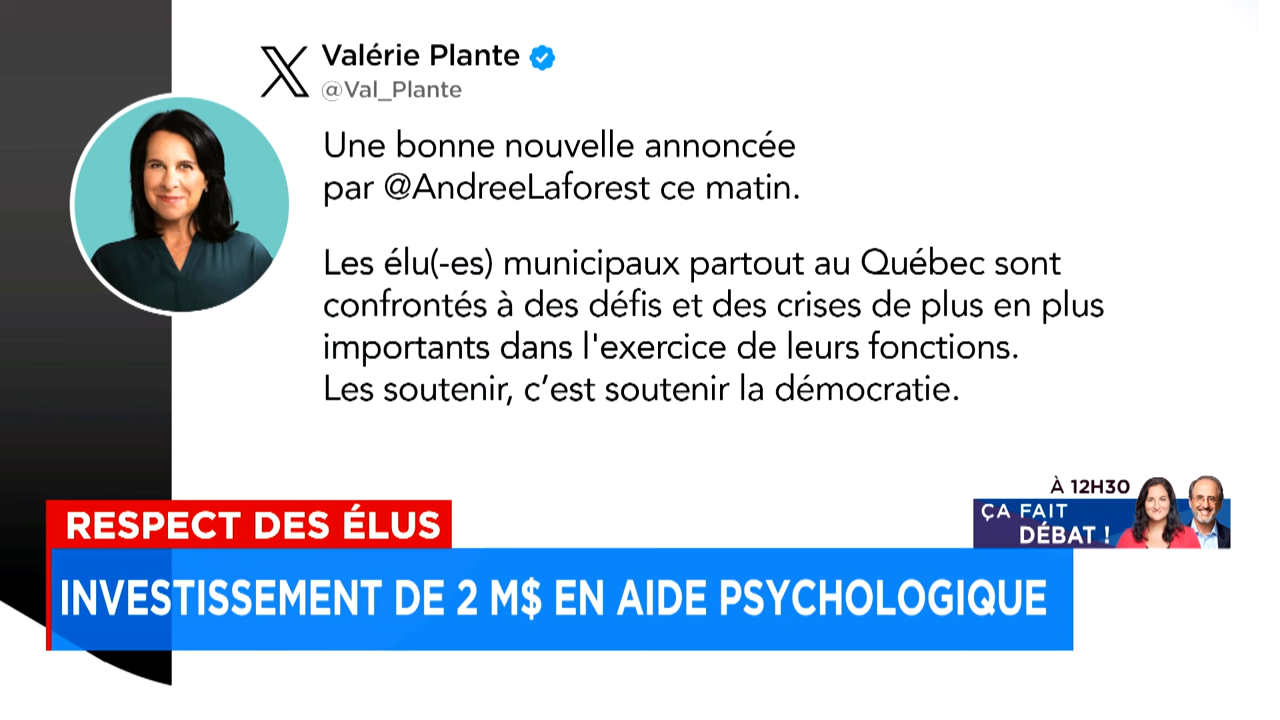 Valérie Plante
@Val_Plante
Une bonne nouvelle annoncée
par @AndreeLaforest ce matin.
Les élu(-es) municipaux partout au Québec sont
confrontés à des défis et des crises de plus en plus
importants dans l'exercice de leurs fonctions.
Les soutenir, c’est soutenir la démocratie.
À 12H30
ÇA FAIT
DÉBAT !
RESPECT DES ÉLUS
INVESTISSEMENT DE 2 M$ EN AIDE PSYCHOLOGIQUE